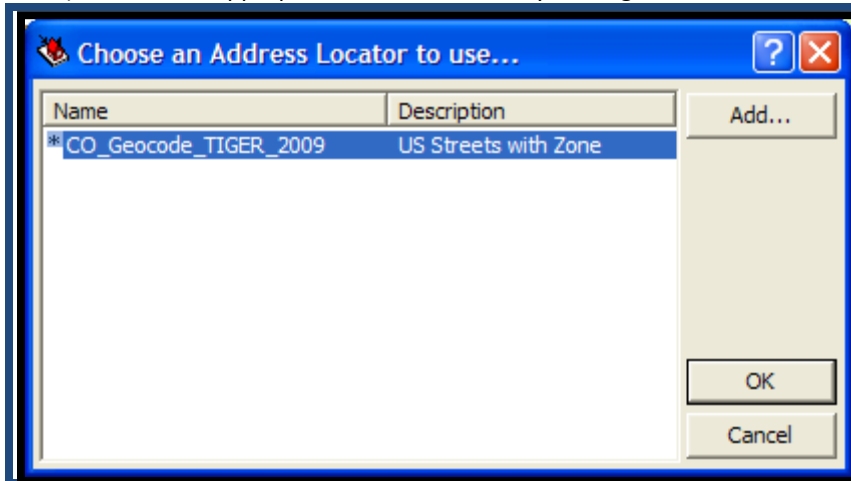 Choose an Address Locator to use...
Name Description
Add...
*CO_Geocode_TIGER_2009 US Streets with Zone
OK
Cancel